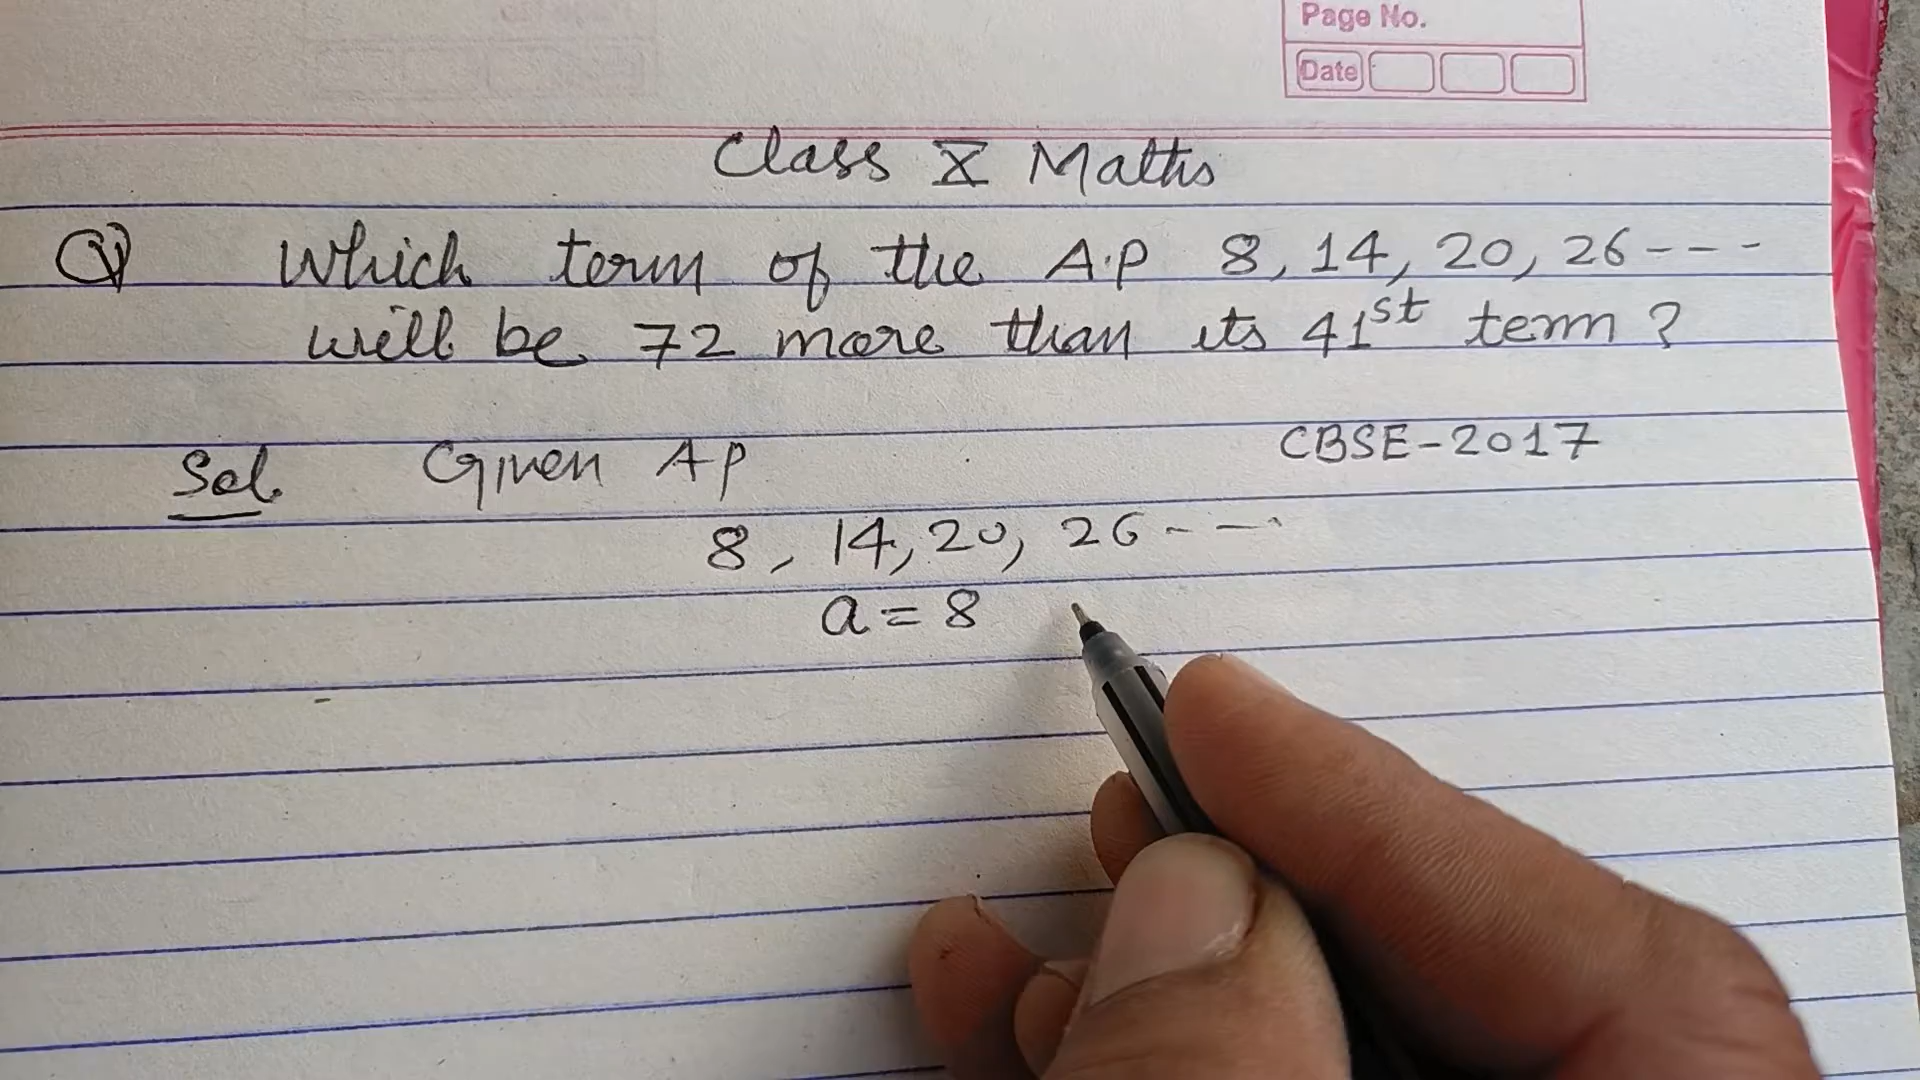 Page No.
Date
Class X Maths
Q) Which term of the A.P 8, 14, 20, 26---
will be 72 more than its 41st term?
Sol. Given AP CBSE-2017
8, 14, 20, 26---
a=8